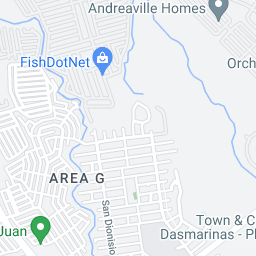 Andreaville Homes
FishDotNet
Orch
AREA G
San Dionisio
Juan
Town & C
Dasmarinas - P